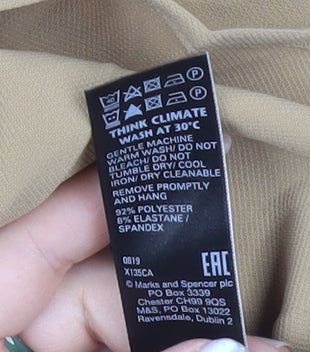 THINK CLIMATE
WASH AT 30°C
GENTLE MACHINE
WARM WASH/ DO NOT
BLEACH/ DO NOT
TUMBLE DRY/ COOL
IRON/ DRY CLEANABLE
REMOVE PROMPTLY
AND HANG
92% POLYESTER
8% ELASTANE /
SPANDEX
0819
X135CA
EAC
© Marks and Spencer plc
PO Box 3339
Chester CH99 9QS
M&S, PO Box 13022
Ravensdale, Dublin 2